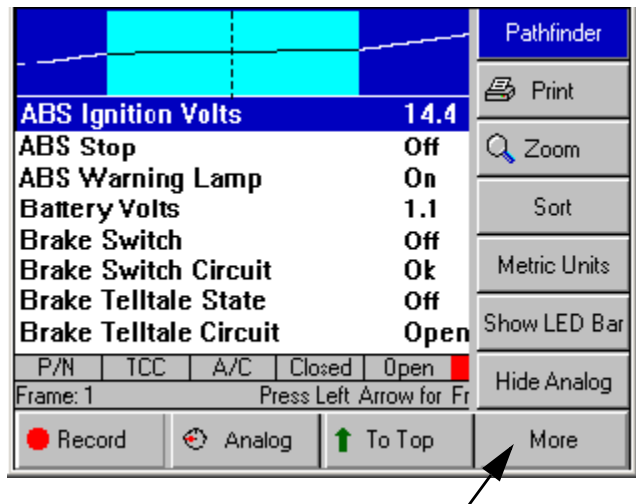 Pathfinder
Print
ABS Ignition Volts 14.4
ABS Stop Off
Zoom
ABS Warning Lamp On
Battery Volts 1.1
Sort
Brake Switch Off
Brake Switch Circuit Ok
Metric Units
Brake Telltale State Off
Brake Telltale Circuit Open
Show LED Bar
P/N TCC A/C Closed Open
Hide Analog
Frame: 1 Press Left Arrow for Fr
Record Analog To Top More